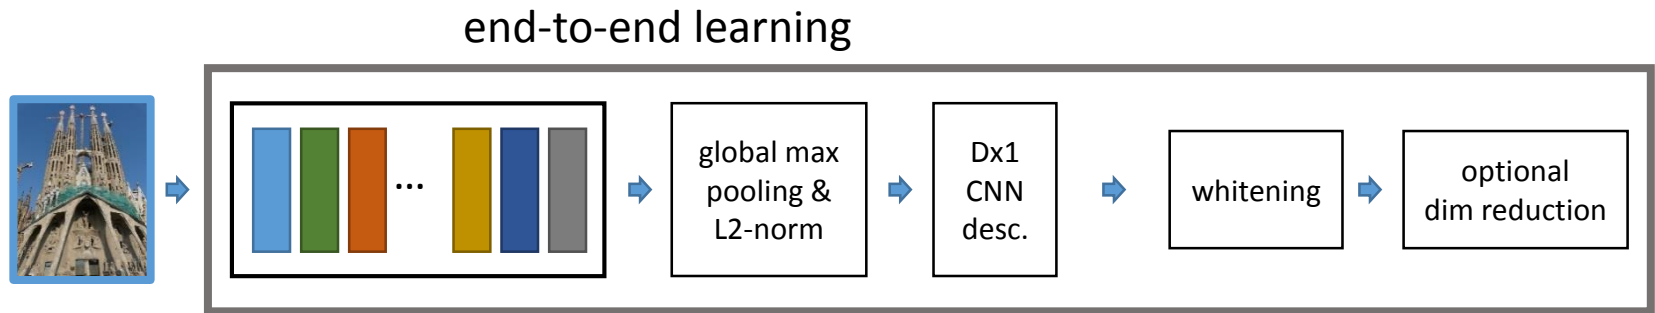 end-to-end learning
...
global max
pooling &
L2-norm
Dx1
CNN
desc.
whitening
optional
dim reduction